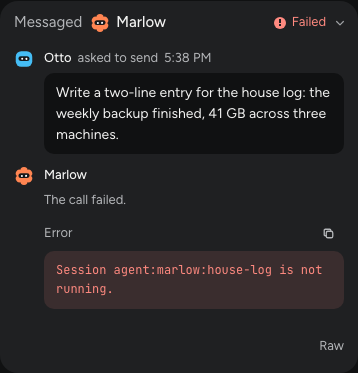 Messaged Marlow Failed
Otto asked to send 5:38 PM
Write a two-line entry for the house log: the
weekly backup finished, 41 GB across three
machines.
Marlow
The call failed.
Error
Session agent:marlow:house-log is not
running.
Raw